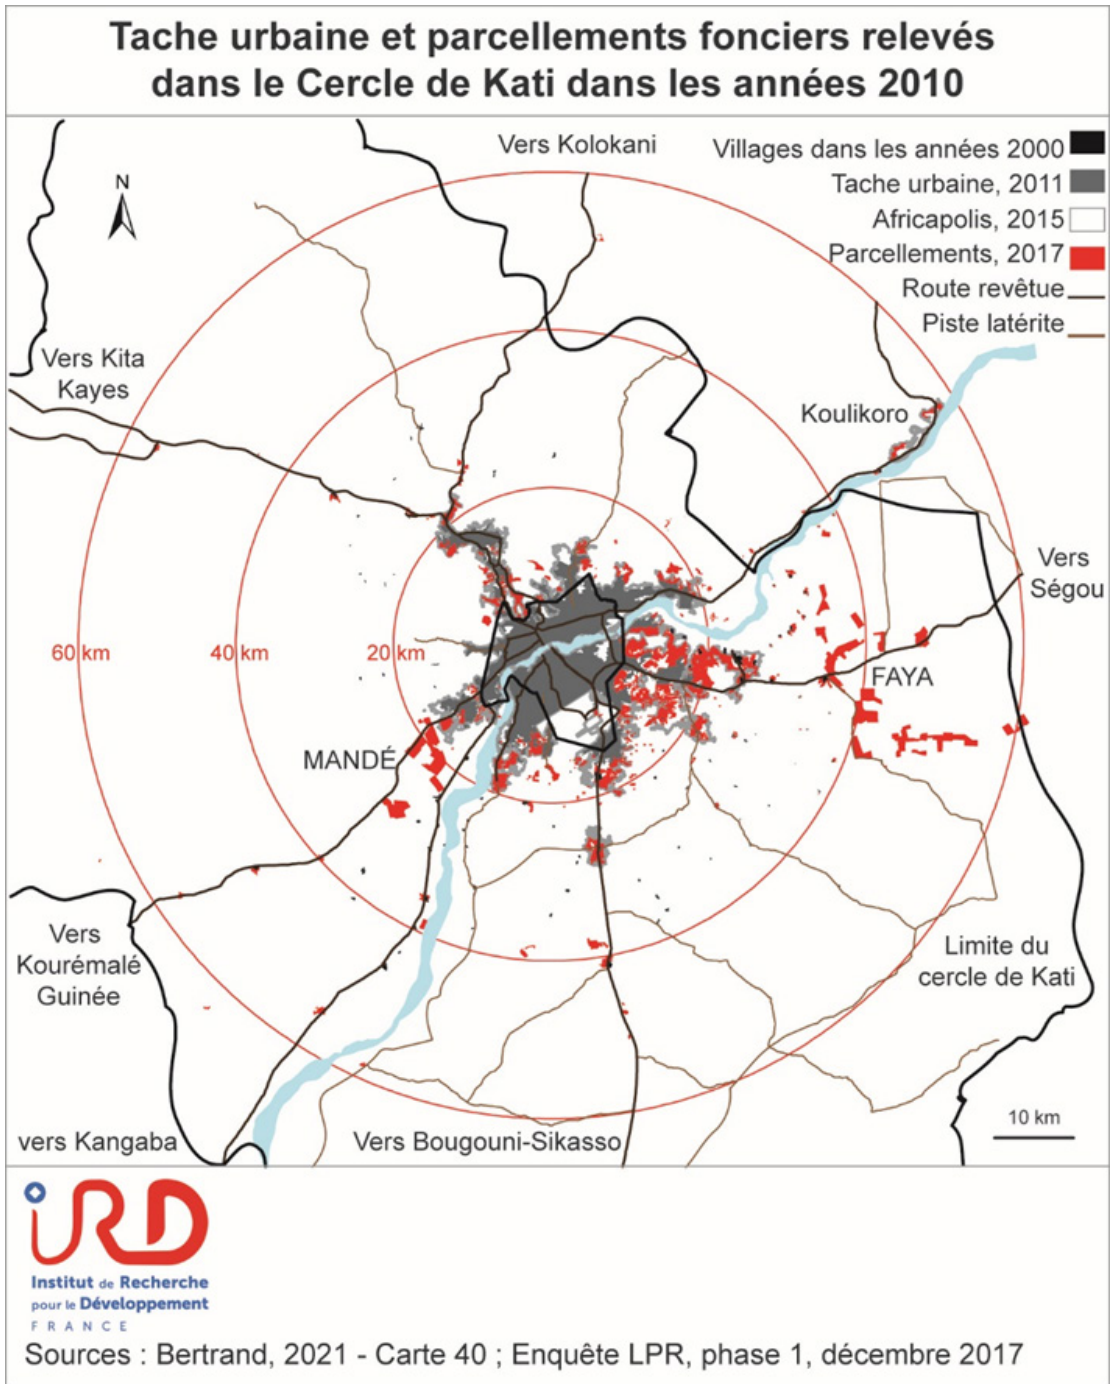 Tache urbaine et parcellements fonciers relevés
dans le Cercle de Kati dans les années 2010
Vers Kolokani
Villages dans les années 2000
Tache urbaine, 2011
Africapolis, 2015
Parcellements, 2017
Route revêtue
Piste latérite
N
Vers Kita
Kayes
Koulikoro
Vers
Ségou
60 km
40 km
20 km
FAYA
MANDÉ
Vers
Kourémalé
Guinée
Limite du
cercle de Kati
10 km
vers Kangaba
Vers Bougouni-Sikasso
iRD
Institut de Recherche
pour le Développement
FRANCE
Sources : Bertrand, 2021 - Carte 40 ; Enquête LPR, phase 1, décembre 2017